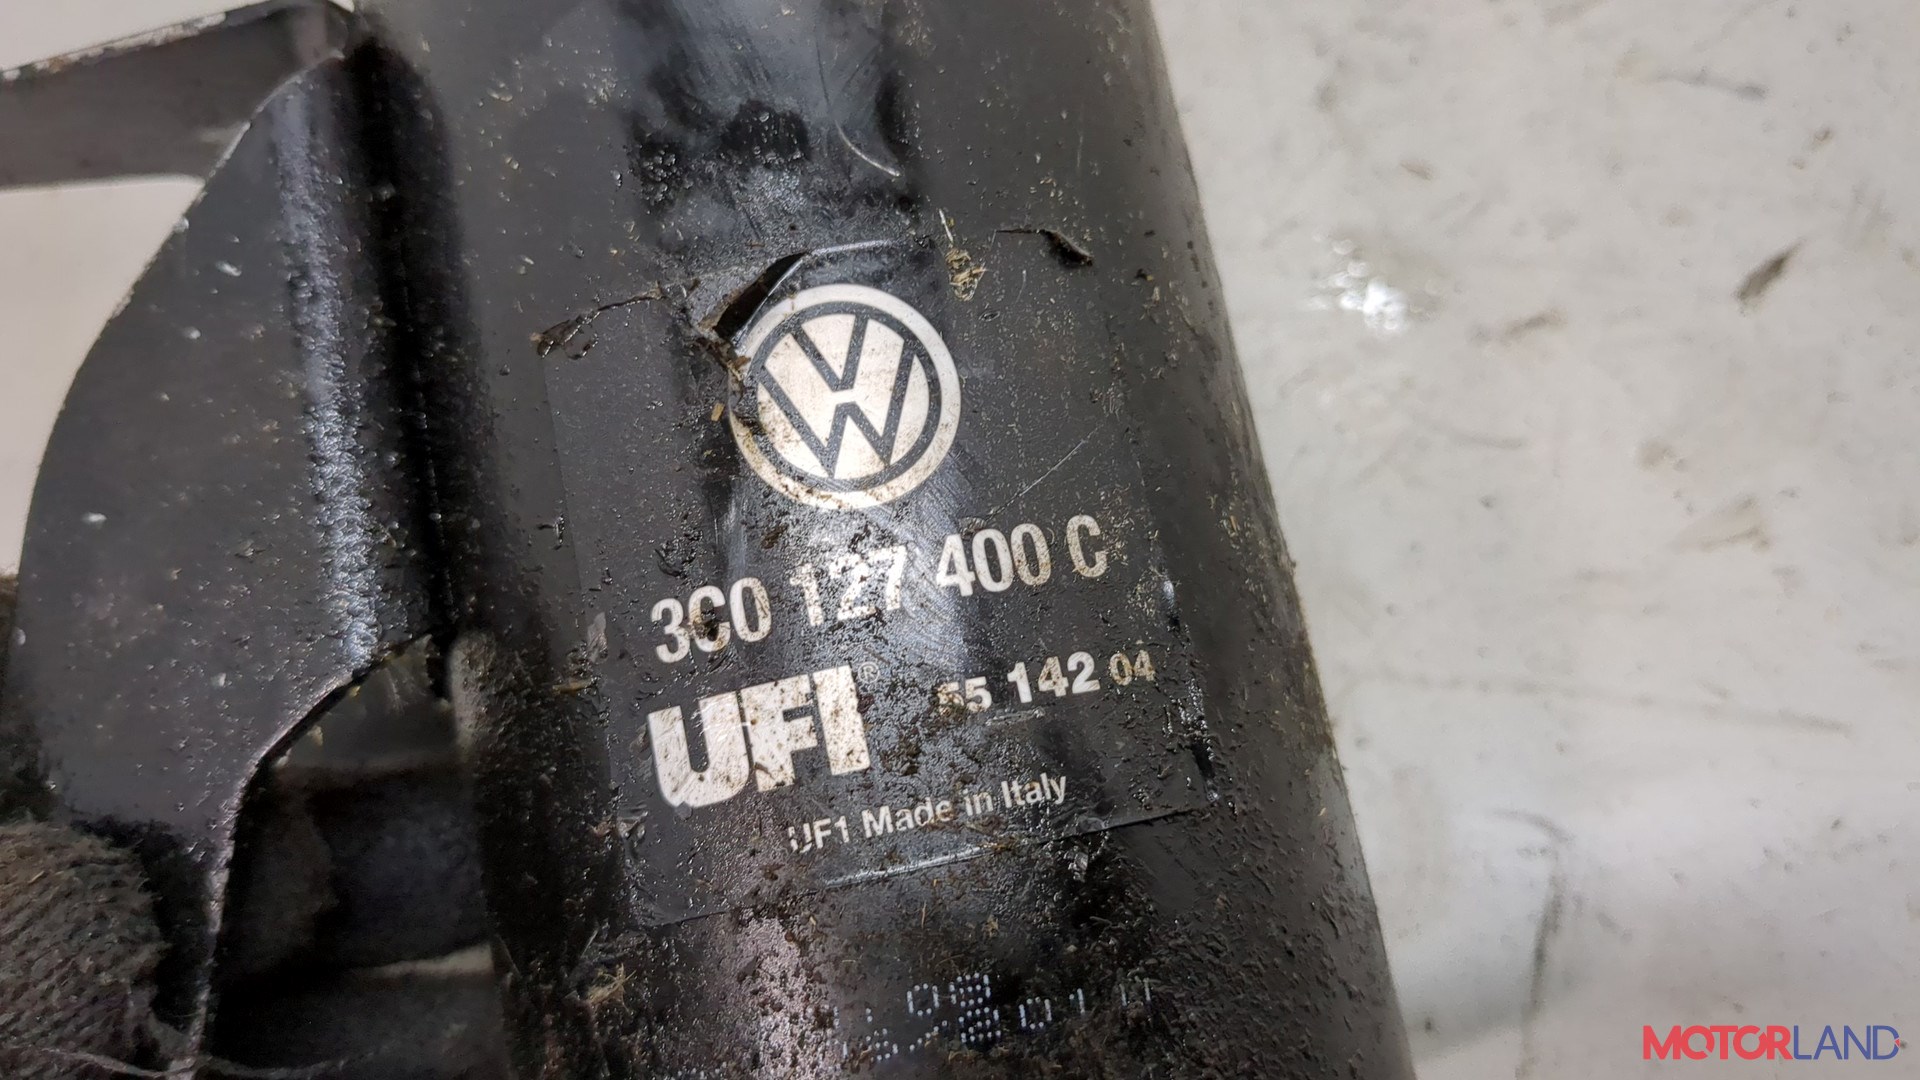 3C0 127 400 C
UFI® 55 142 04
UF1 Made in Italy
MOTORLAND